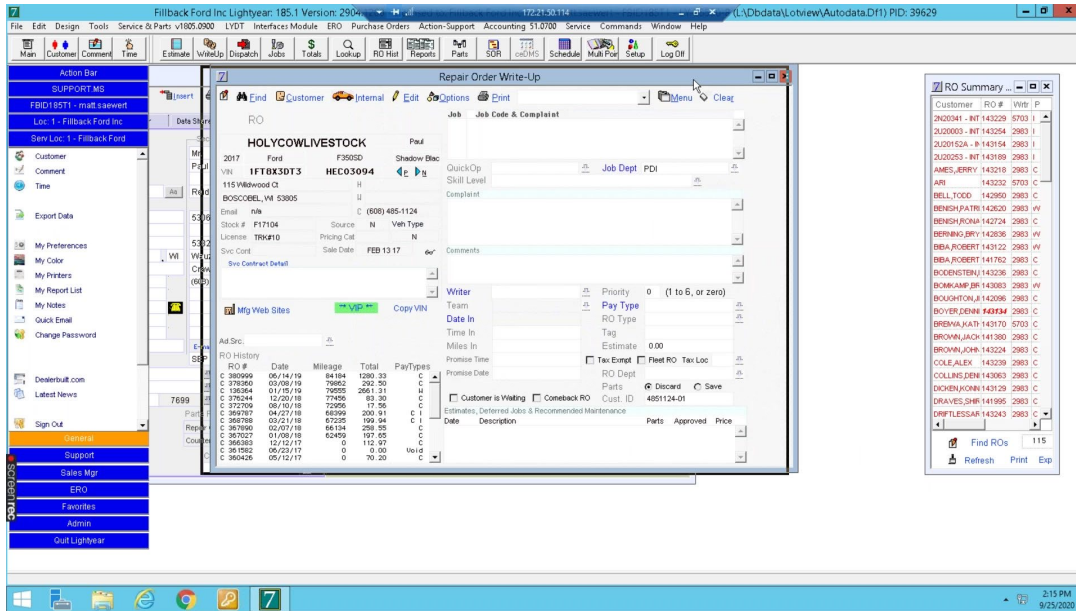 Fillback Ford Inc Lightyear: 185.1 Version: 2904
172.21.50.114
(L:\Dbdata\Lotview\Autodata.Df1) PID: 39629
File Edit Design Tools Service & Parts v1805.0900 LYDT Interfaces Module ERO Purchase Orders Action-Support Accounting 51.0700 Service Commands Window Help
Main Customer Comment Time Estimate WriteUp Dispatch Jobs Totals Lookup RO Hist Reports Parts SOR ceDMS Schedule Multi Poin Setup Log Off
Action Bar
SUPPORT.MS
FBID185T1 - matt.saewert
Loc: 1 - Fillback Ford Inc
Serv Loc: 1 - Fillback Ford
Customer
Comment
Time
Export Data
My Preferences
My Color
My Printers
My Report List
My Notes
Quick Email
Change Password
Dealerbuilt.com
Latest News
Sign Out
General
Support
Sales Mgr
ERO
Favorites
Admin
Quit Lightyear
screenrec
Insert
Aa
WI
7699
Repair Order Write-Up
Find Customer Internal Edit Options Print Menu Clear
RO
HOLYCOWLIVESTOCK Paul
2017 Ford F350SD Shadow Blac
VIN 1FT8X3DT3 HEC03094 P N
115 Wildwood Ct H
BOSCOBEL, WI 53805 W
Email n/a C (608) 485-1124
Stock # F17104 Source N Veh Type
License TRK#10 Pricing Cat N
Svc Cont Sale Date FEB 13 17
Svc Contract Detail
Mfg Web Sites VIP Copy VIN
Ad.Src.
RO History
RO # Date Mileage Total PayTypes
C 380999 06/14/19 84184 1280.33 C
C 378360 03/08/19 79862 292.50 C
C 136364 01/15/19 79555 2661.31 W
C 376244 12/20/18 77456 83.30 C
C 372709 08/10/18 72956 17.56 C
C 369787 04/27/18 68399 200.91 C I
C 368788 03/21/18 67235 199.94 C I
C 367890 02/07/18 66134 258.55 C
C 367027 01/08/18 62459 197.65 C
C 366383 12/12/17 0 112.97 C
C 361582 06/23/17 0 0.00 Void
C 360426 05/12/17 0 70.20 C
Job Job Code & Complaint
QuickOp Job Dept PDI
Skill Level
Complaint
Comments
Writer Priority 0 (1 to 6, or zero)
Team Pay Type
Date In RO Type
Time In Tag
Miles In Estimate 0.00
Promise Time Tax Exmpt Fleet RO Tax Loc
Promise Date RO Dept
Parts Discard Save
Customer is Waiting Comeback RO Cust. ID 4851124-01
Estimates, Deferred Jobs & Recommended Maintenance
Date Description Parts Approved Price
RO Summary ...
Customer RO # Wrtr P
2N20341 - INT 143229 5703 I
2U20003 - INT 143254 2983 I
2U20152A - IN 143154 2983 I
2U20253 - INT 143189 2983 I
AMES,JERRY 143218 2983 C
ARI 143232 5703 C
BELL,TODD 142950 2983 C
BENISH,PATRI 142620 2983 W
BENISH,RONA 142724 2983 C
BERNING,BRY 142836 2983 W
BIBA,ROBERT 143122 2983 W
BIBA,ROBERT 141762 2983 C
BODENSTEIN,I 143236 2983 C
BOMKAMP,BR 143083 2983 W
BOUGHTON,JI 142096 2983 C
BOYER,DENNI 143134 2983 C
BREIWA,KATH 143170 5703 C
BROWN,JACK 141380 2983 C
BROWN,JOHN 143224 2983 C
COLE,ALEX 143239 2983 C
COLLINS,DENI 143063 2983 C
DICKEN,KONN 143129 2983 C
DRAVES,SHIR 141995 2983 C
DRIFTLESSAR 143243 2983 C
Find ROs 115
Refresh Print Exp
2:15 PM
9/25/2020